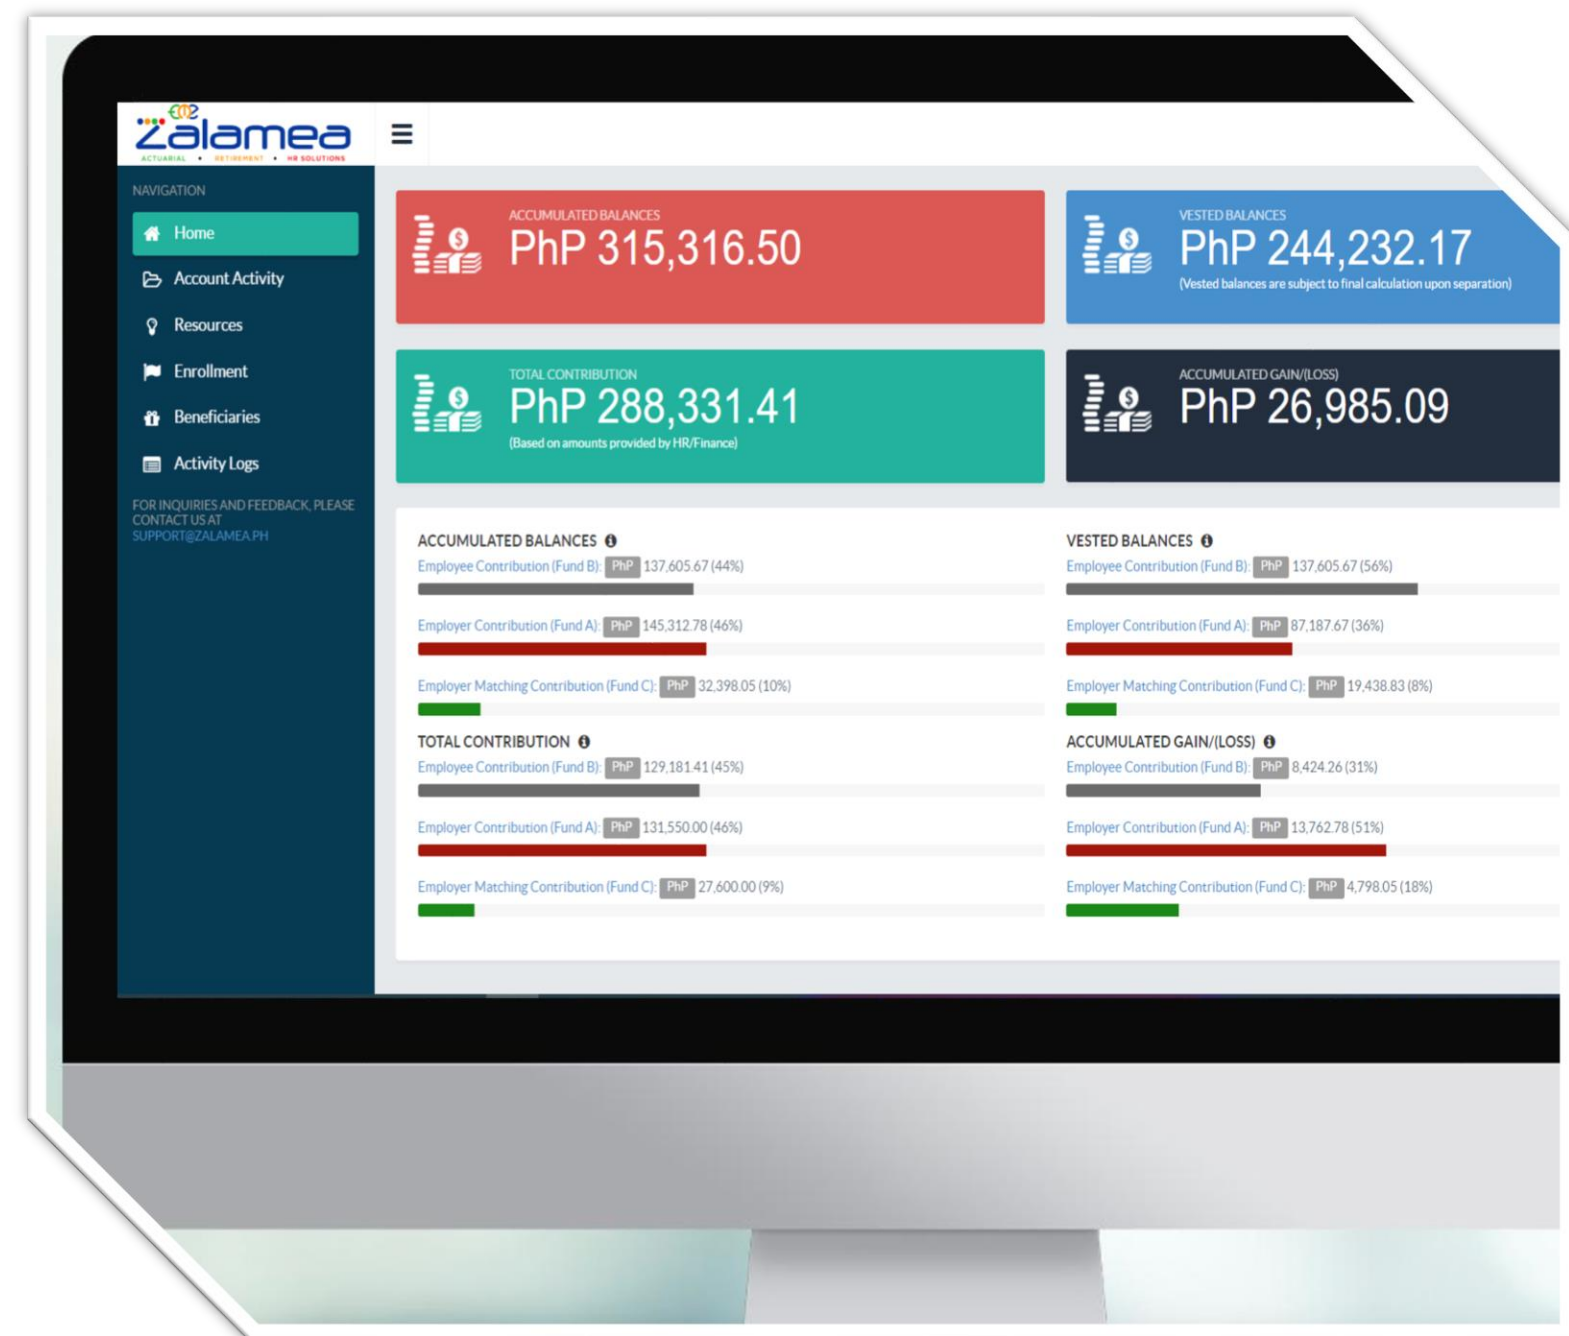 Zalamea
ACTUARIAL • RETIREMENT • HR SOLUTIONS
NAVIGATION
Home
Account Activity
Resources
Enrollment
Beneficiaries
Activity Logs
FOR INQUIRIES AND FEEDBACK, PLEASE
CONTACT US AT
SUPPORT@ZALAMEA.PH
ACCUMULATED BALANCES
PhP 315,316.50
VESTED BALANCES
PhP 244,232.17
(Vested balances are subject to final calculation upon separation)
TOTAL CONTRIBUTION
PhP 288,331.41
(Based on amounts provided by HR/Finance)
ACCUMULATED GAIN/(LOSS)
PhP 26,985.09
ACCUMULATED BALANCES
Employee Contribution (Fund B): PhP 137,605.67 (44%)
Employer Contribution (Fund A): PhP 145,312.78 (46%)
Employer Matching Contribution (Fund C): PhP 32,398.05 (10%)
VESTED BALANCES
Employee Contribution (Fund B): PhP 137,605.67 (56%)
Employer Contribution (Fund A): PhP 87,187.67 (36%)
Employer Matching Contribution (Fund C): PhP 19,438.83 (8%)
TOTAL CONTRIBUTION
Employee Contribution (Fund B): PhP 129,181.41 (45%)
Employer Contribution (Fund A): PhP 131,550.00 (46%)
Employer Matching Contribution (Fund C): PhP 27,600.00 (9%)
ACCUMULATED GAIN/(LOSS)
Employee Contribution (Fund B): PhP 8,424.26 (31%)
Employer Contribution (Fund A): PhP 13,762.78 (51%)
Employer Matching Contribution (Fund C): PhP 4,798.05 (18%)